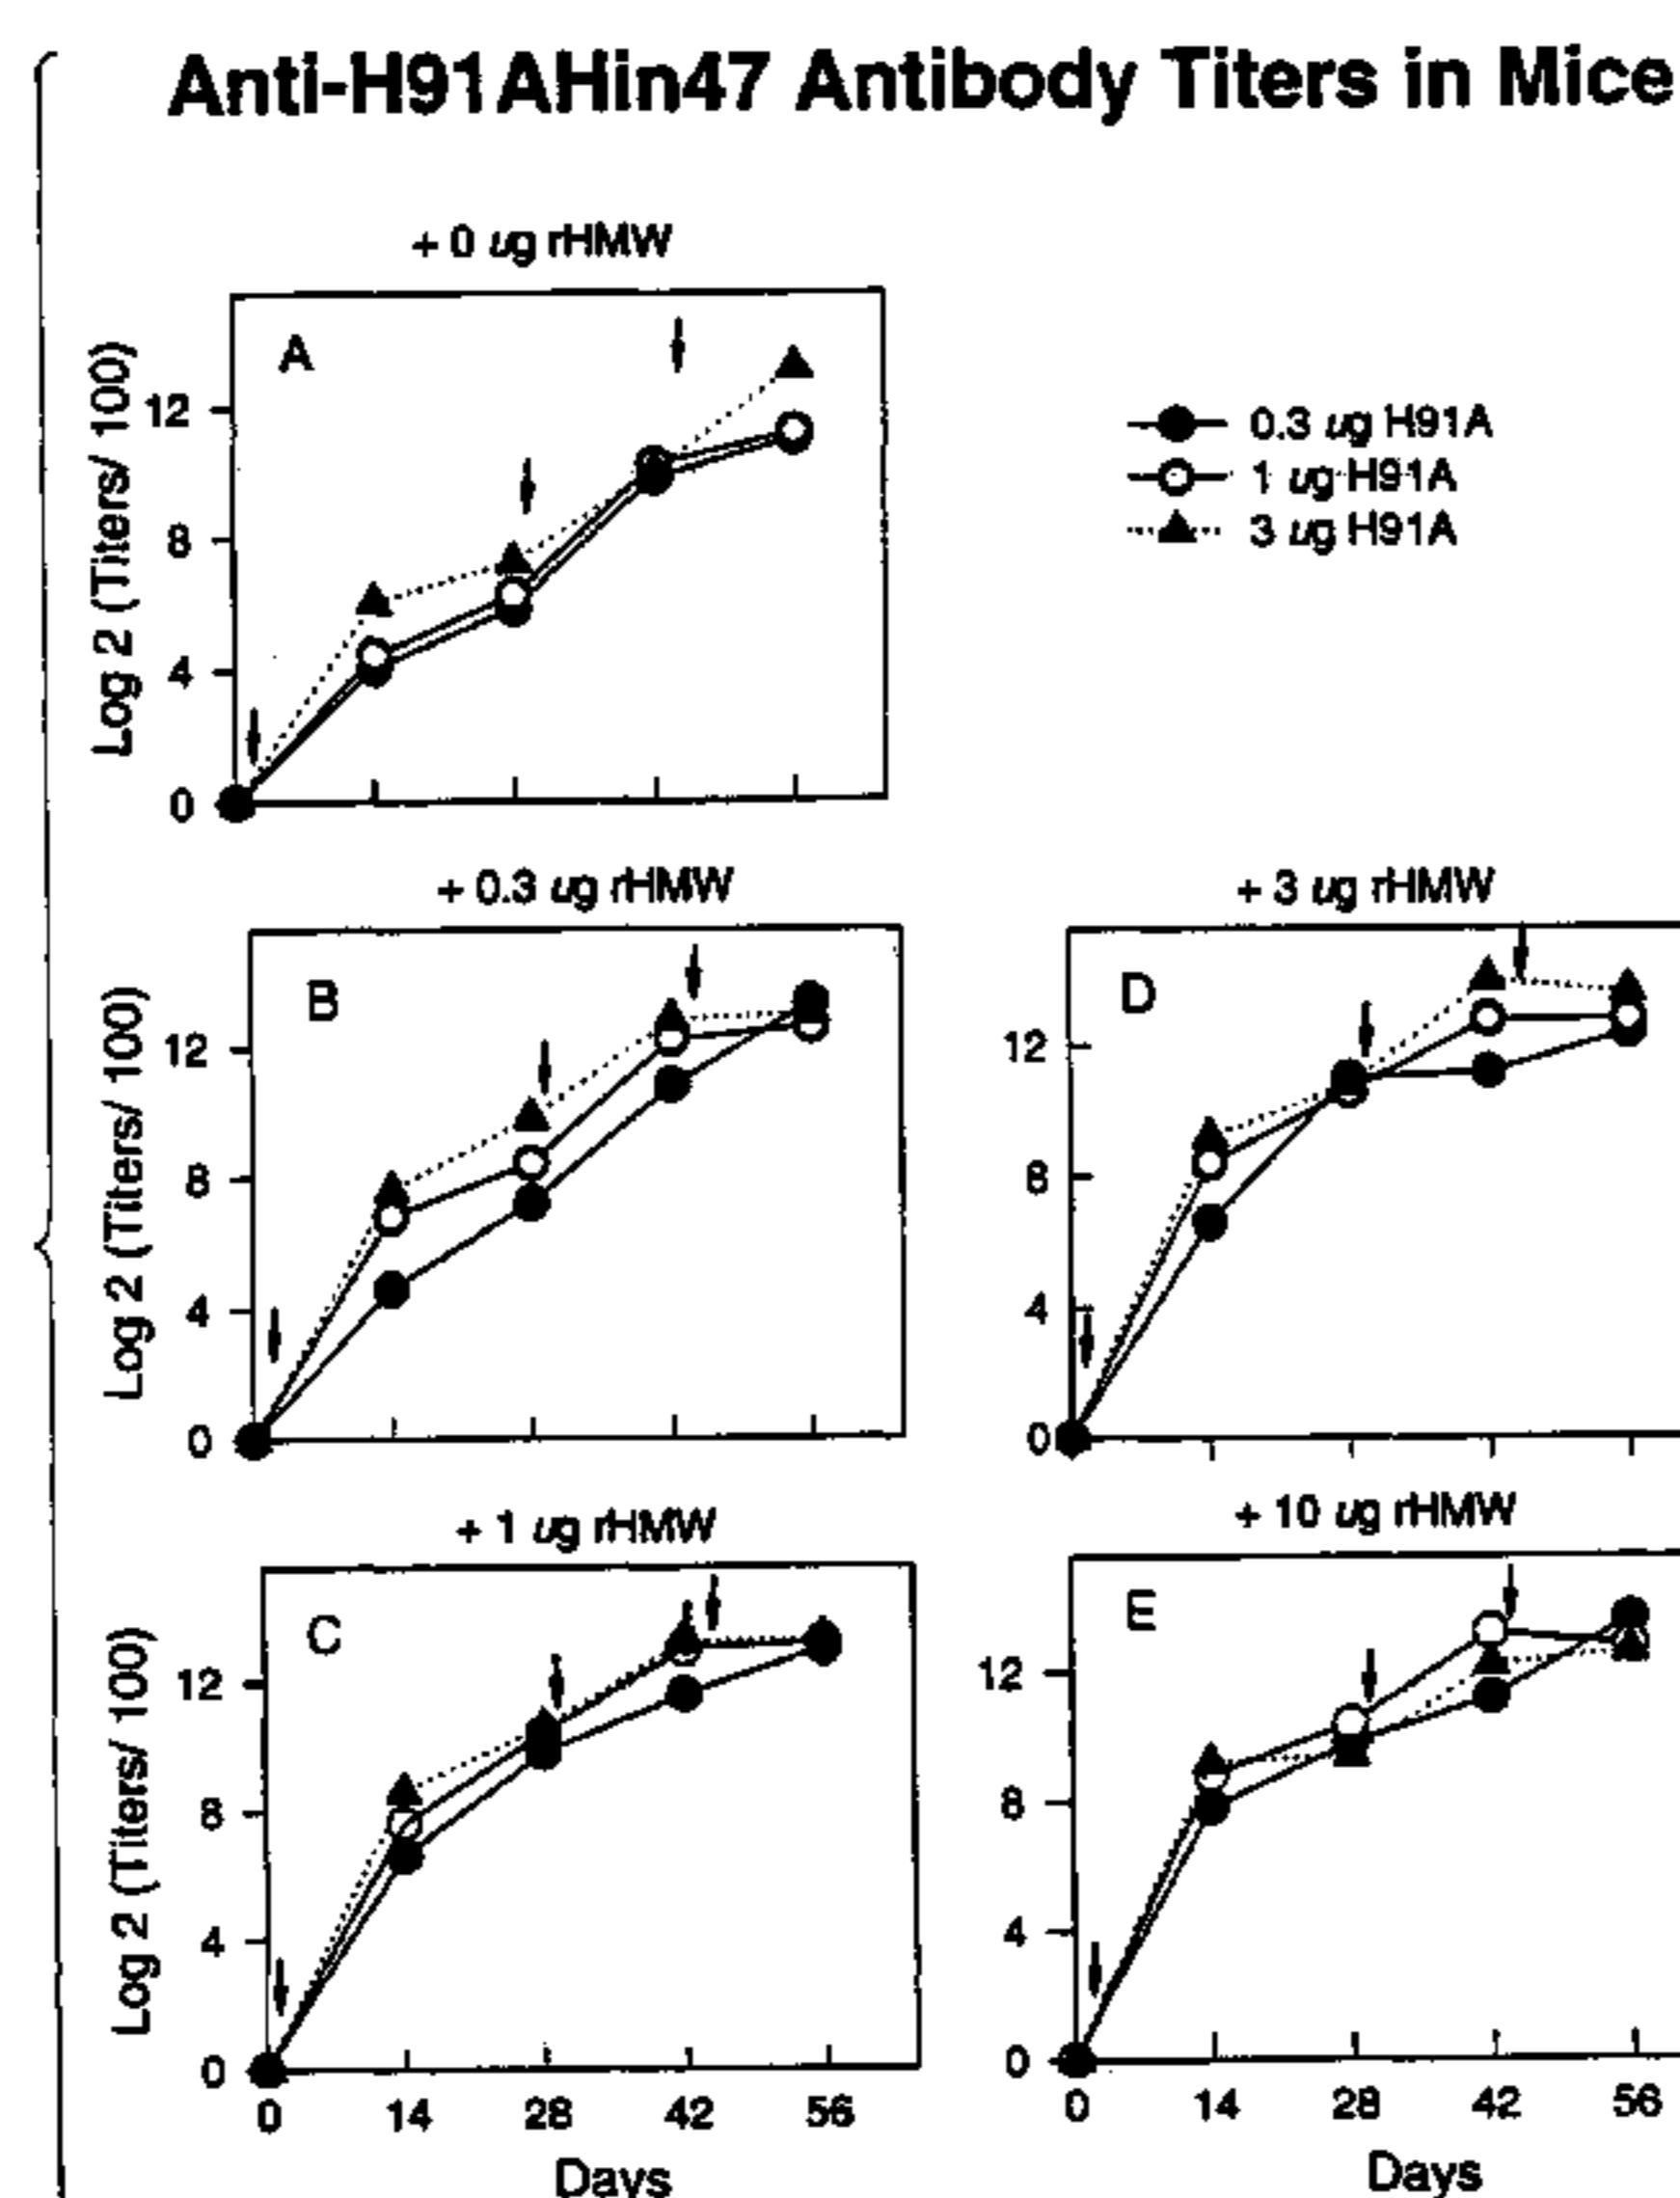 Anti-H91AHin47 Antibody Titers in Mice
+ 0 ug rHMW
A
Log 2 (Titers/ 100)
12
8
4
0
0.3 ug H91A
1 ug H91A
3 ug H91A
+ 0.3 ug rHMW
B
Log 2 (Titers/ 100)
12
8
4
0
+ 3 ug rHMW
D
12
8
4
0
+ 1 ug rHMW
C
Log 2 (Titers/ 100)
12
8
4
0
0 14 28 42 56
Days
+ 10 ug rHMW
E
12
8
4
0
0 14 28 42 56
Days